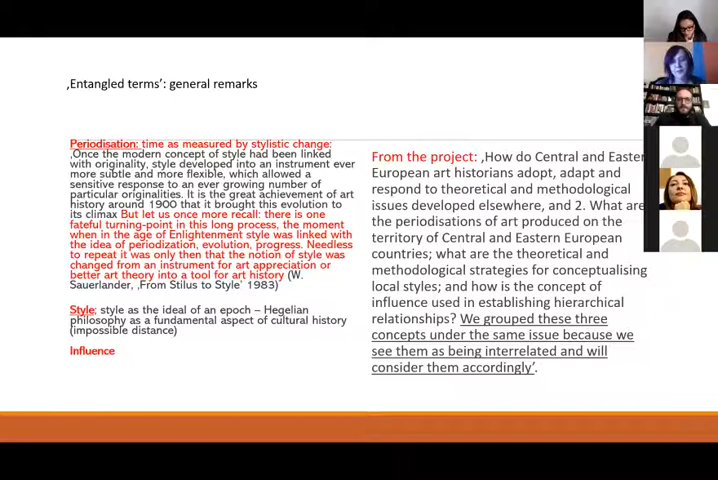 ‚Entangled terms': general remarks
Periodisation: time as measured by stylistic change:
‚Once the modern concept of style had been linked
with originality, style developed into an instrument ever
more subtle and more flexible, which allowed a
sensitive response to an ever growing number of
particular originalities. It is the great achievement of art
history around 1900 that it brought this evolution to
its climax But let us once more recall: there is one
fateful turning-point in this long process, the moment
when in the age of Enlightenment style was linked with
the idea of periodization, evolution, progress. Needless
to repeat it was only then that the notion of style was
changed from an instrument for art appreciation or
better art theory into a tool for art history (W.
Sauerlander, ‚From Stilus to Style' 1983)
Style: style as the ideal of an epoch – Hegelian
philosophy as a fundamental aspect of cultural history
(impossible distance)
Influence
From the project: ‚How do Central and Easter
European art historians adopt, adapt and
respond to theoretical and methodological
issues developed elsewhere, and 2. What are
the periodisations of art produced on the
territory of Central and Eastern European
countries; what are the theoretical and
methodological strategies for conceptualising
local styles; and how is the concept of
influence used in establishing hierarchical
relationships? We grouped these three
concepts under the same issue because we
see them as being interrelated and will
consider them accordingly'.